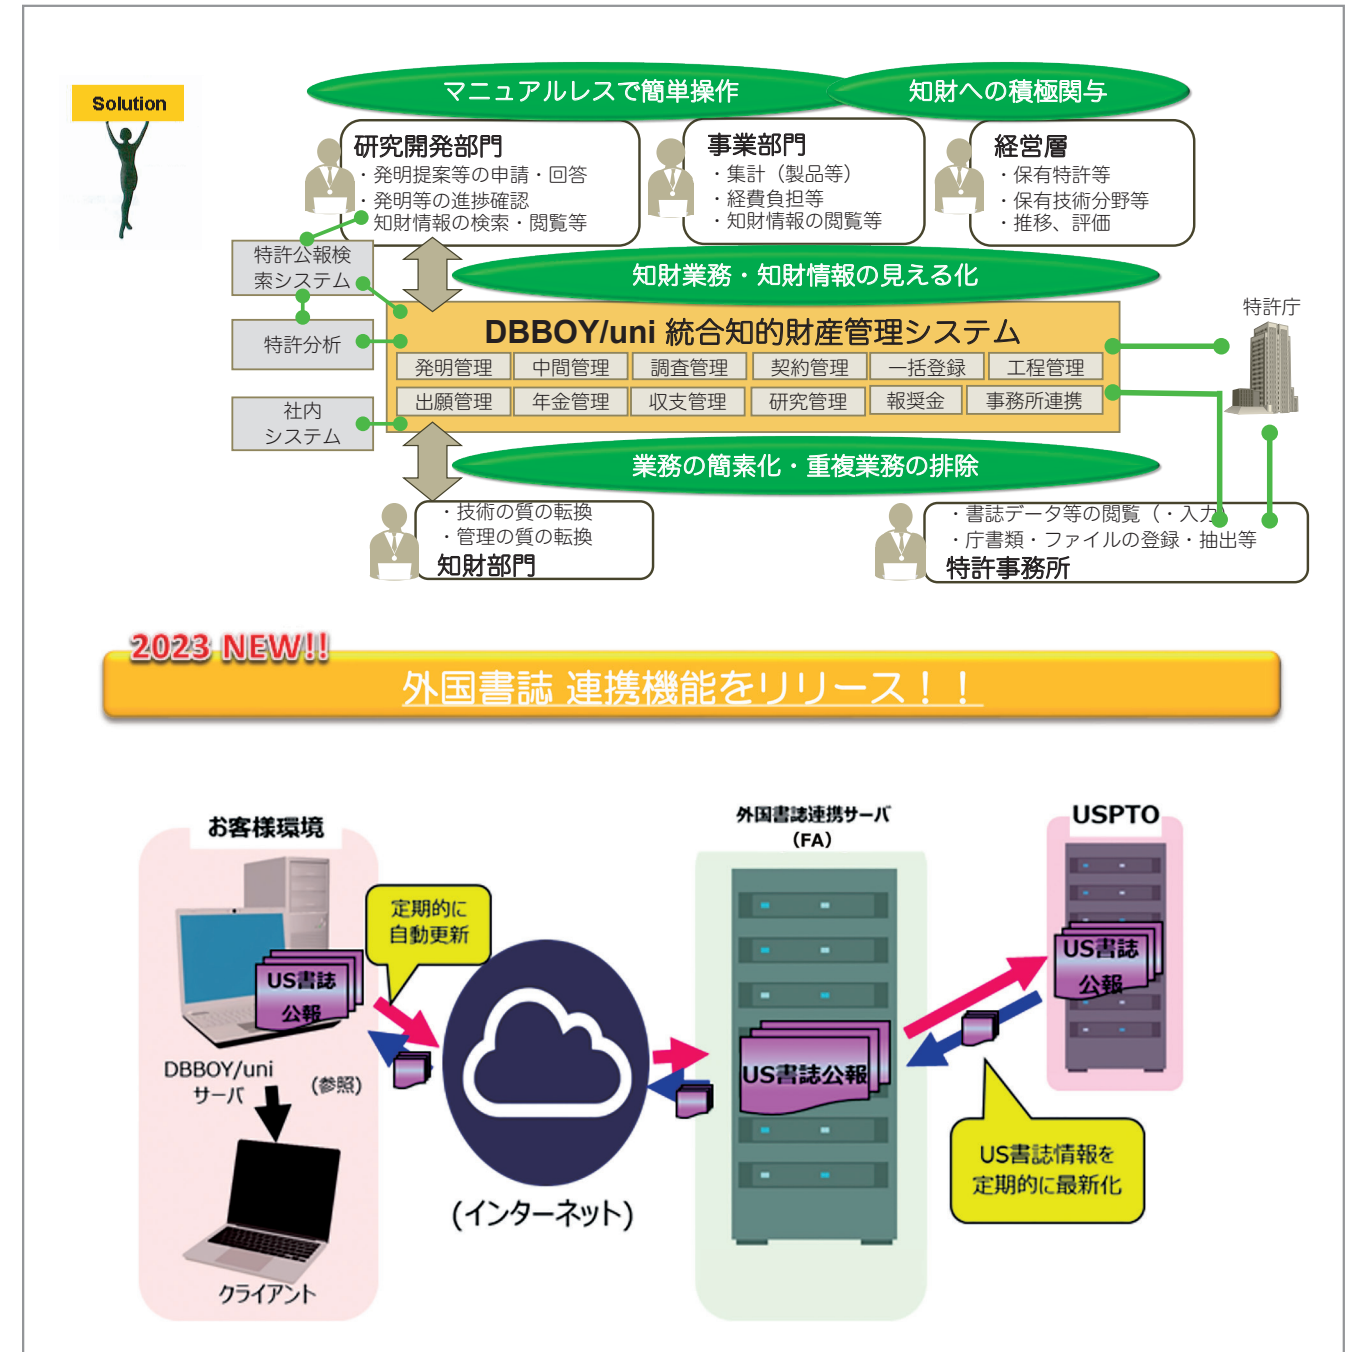 Solution
マニュアルレスで簡単操作
知財への積極関与
研究開発部門
・発明提案等の申請・回答
・発明等の進捗確認
知財情報の検索・閲覧等
事業部門
・集計（製品等）
・経費負担等
・知財情報の閲覧等
経営層
・保有特許等
・保有技術分野等
・推移、評価
特許公報検
索システム
特許分析
社内
システム
知財業務・知財情報の見える化
DBBOY/uni 統合知的財産管理システム
発明管理
中間管理
調査管理
契約管理
一括登録
工程管理
出願管理
年金管理
収支管理
研究管理
報奨金
事務所連携
特許庁
業務の簡素化・重複業務の排除
・技術の質の転換
・管理の質の転換
知財部門
・書誌データ等の閲覧（・入力）
・庁書類・ファイルの登録・抽出等
特許事務所
2023 NEW!!
外国書誌 連携機能をリリース！！
お客様環境
定期的に
自動更新
US書誌
公報
DBBOY/uni
サーバ
(参照)
クライアント
(インターネット)
外国書誌連携サーバ
（FA）
US書誌公報
USPTO
US書誌
公報
US書誌情報を
定期的に最新化